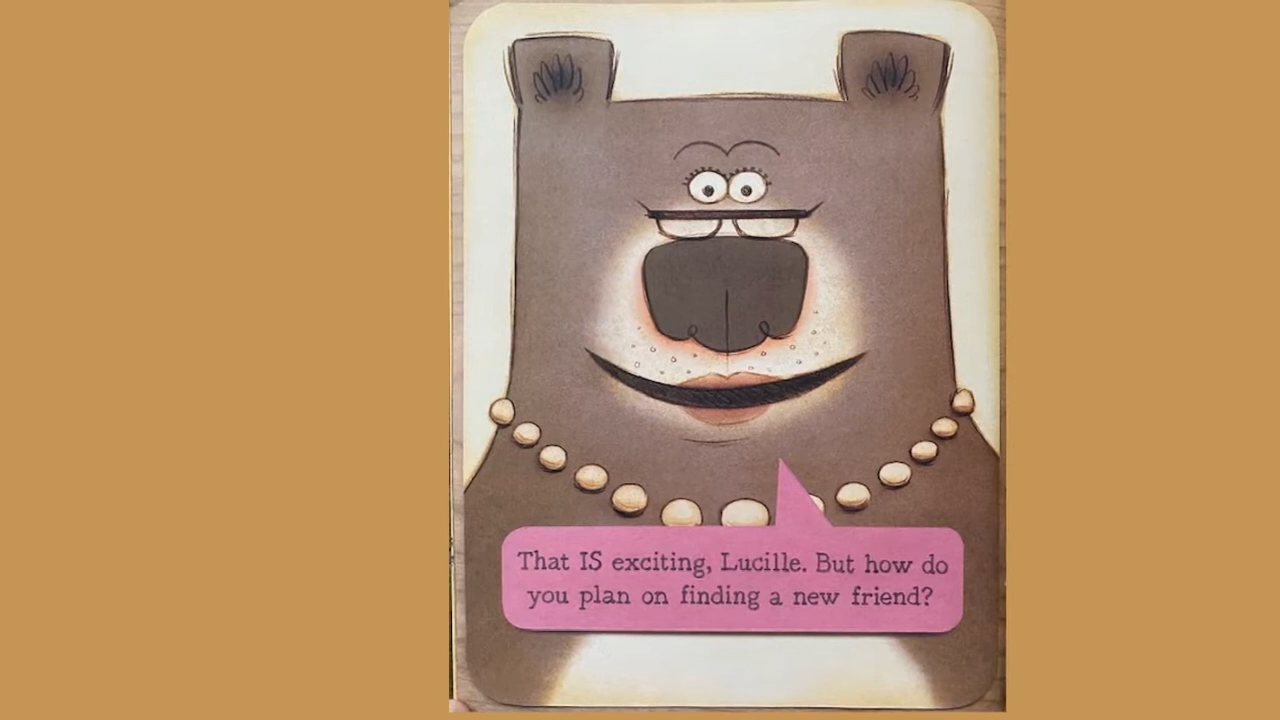 That IS exciting, Lucille. But how do
you plan on finding a new friend?